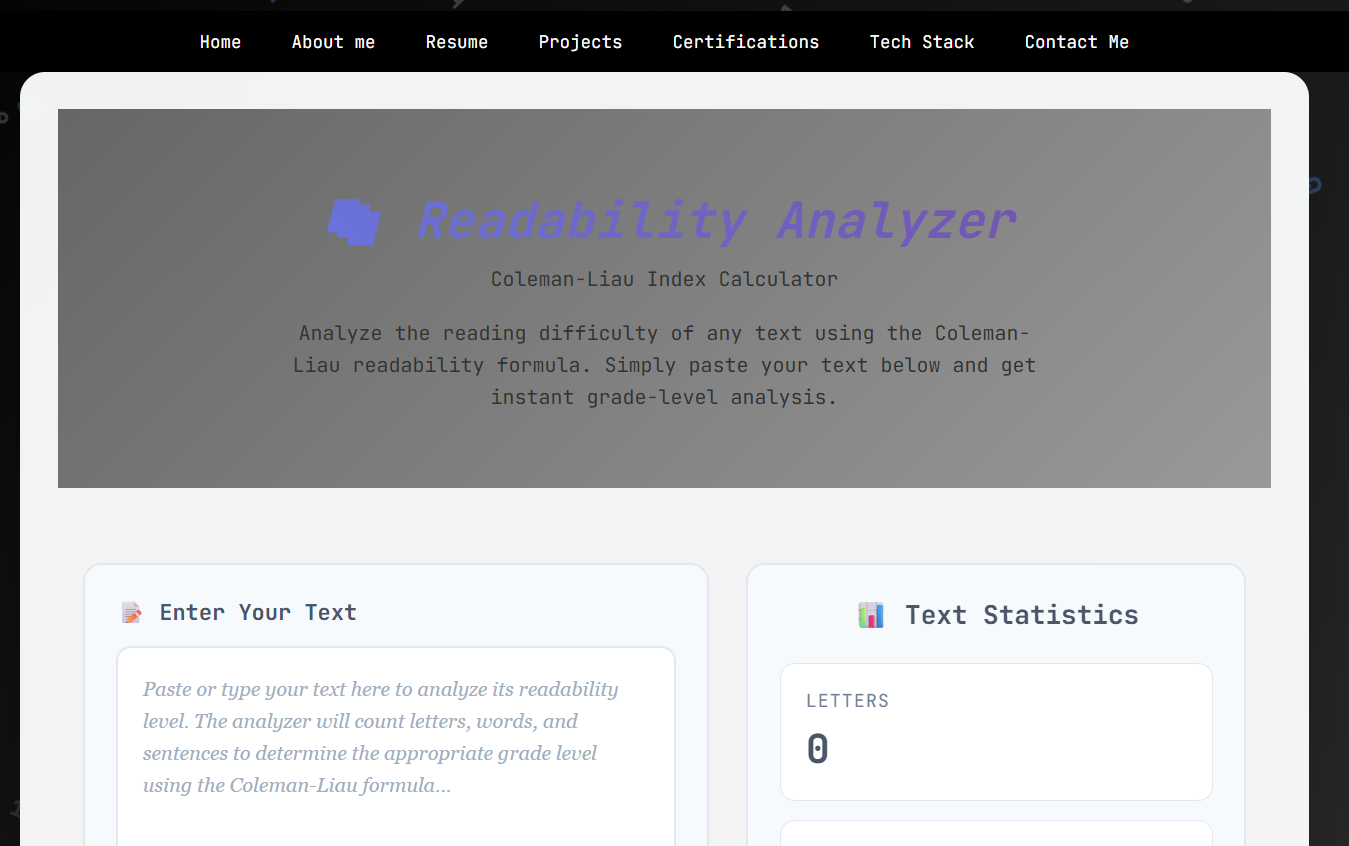 Home About me Resume Projects Certifications Tech Stack Contact Me
Readability Analyzer
Coleman-Liau Index Calculator
Analyze the reading difficulty of any text using the Coleman-
Liau readability formula. Simply paste your text below and get
instant grade-level analysis.
Enter Your Text
Paste or type your text here to analyze its readability
level. The analyzer will count letters, words, and
sentences to determine the appropriate grade level
using the Coleman-Liau formula...
Text Statistics
LETTERS
0